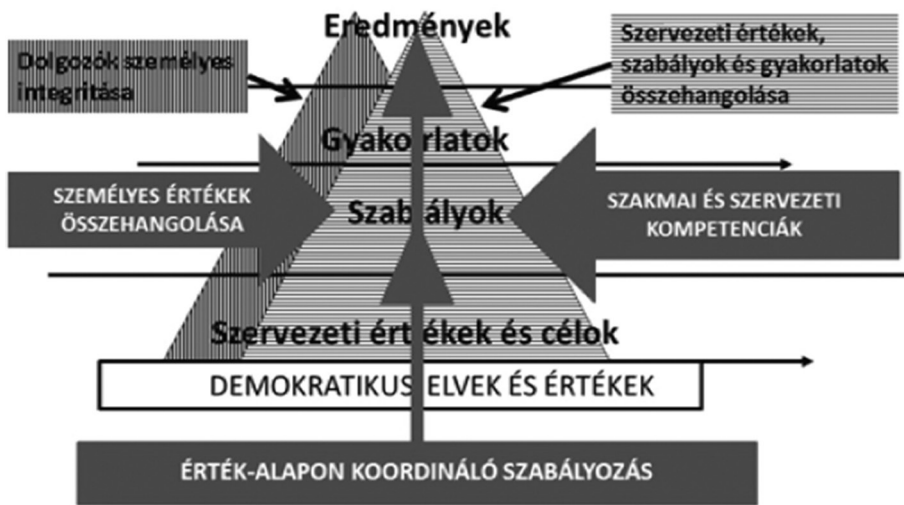 Eredmények
Dolgozók személyes
integritása
Szervezeti értékek,
szabályok és gyakorlatok
összehangolása
Gyakorlatok
SZEMÉLYES ÉRTÉKEK
ÖSSZEHANGOLÁSA
Szabályok
SZAKMAI ÉS SZERVEZETI
KOMPETENCIÁK
Szervezeti értékek és célok
DEMOKRATIKUS ELVEK ÉS ÉRTÉKEK
ÉRTÉK-ALAPON KOORDINÁLÓ SZABÁLYOZÁS